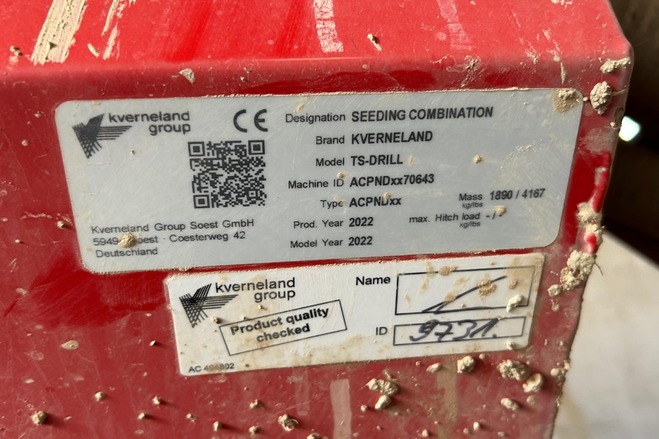 kverneland
group
CE
Designation SEEDING COMBINATION
Brand KVERNELAND
Model TS-DRILL
Machine ID ACPNDxx70643
Type ACPNDxx
Mass 1890 / 4167
kg/lbs
Prod. Year 2022
max. Hitch load - / -
kg/lbs
Model Year 2022
Kverneland Group Soest GmbH
Coesterweg 42
Deutschland
kverneland
group
Product quality
checked
Name
ID 9731.
AC